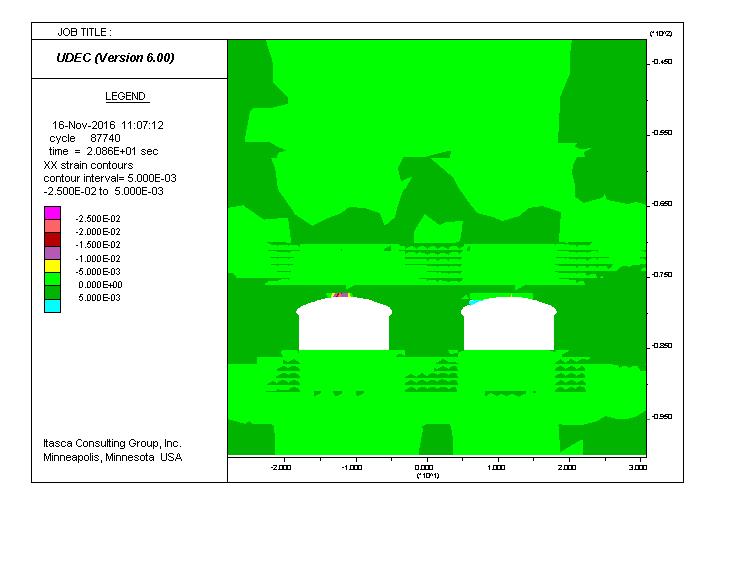 JOB TITLE :
UDEC (Version 6.00)
LEGEND
16-Nov-2016 11:07:12
cycle 87740
time = 2.086E+01 sec
XX strain contours
contour interval= 5.000E-03
-2.500E-02 to 5.000E-03
-2.500E-02
-2.000E-02
-1.500E-02
-1.000E-02
-5.000E-03
0.000E+00
5.000E-03
Itasca Consulting Group, Inc.
Minneapolis, Minnesota USA
(*10^2)
-0.450
-0.550
-0.650
-0.750
-0.850
-0.950
-2.000 -1.000 0.000 1.000 2.000 3.000
(*10^1)